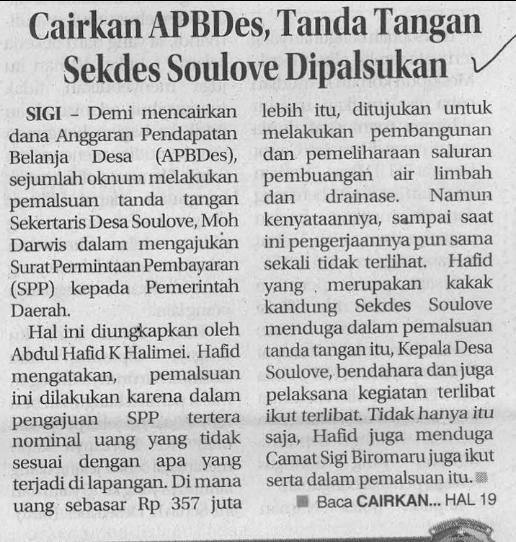 Cairkan APBDes, Tanda Tangan
Sekdes Soulove Dipalsukan
SIGI – Demi mencairkan
dana Anggaran Pendapatan
Belanja Desa (APBDes),
sejumlah oknum melakukan
pemalsuan tanda tangan
Sekertaris Desa Soulove, Moh
Darwis dalam mengajukan
Surat Permintaan Pembayaran
(SPP) kepada Pemerintah
Daerah.
Hal ini diungkapkan oleh
Abdul Hafid K Halimei. Hafid
mengatakan, pemalsuan
ini dilakukan karena dalam
pengajuan SPP tertera
nominal uang yang tidak
sesuai dengan apa yang
terjadi di lapangan. Di mana
uang sebasar Rp 357 juta
lebih itu, ditujukan untuk
melakukan pembangunan
dan pemeliharaan saluran
pembuangan air limbah
dan drainase. Namun
kenyataannya, sampai saat
ini pengerjaannya pun sama
sekali tidak terlihat. Hafid
yang merupakan kakak
kandung Sekdes Soulove
menduga dalam pemalsuan
tanda tangan itu, Kepala Desa
Soulove, bendahara dan juga
pelaksana kegiatan terlibat
ikut terlibat. Tidak hanya itu
saja, Hafid juga menduga
Camat Sigi Biromaru juga ikut
serta dalam pemalsuan itu.
Baca CAIRKAN... HAL 19